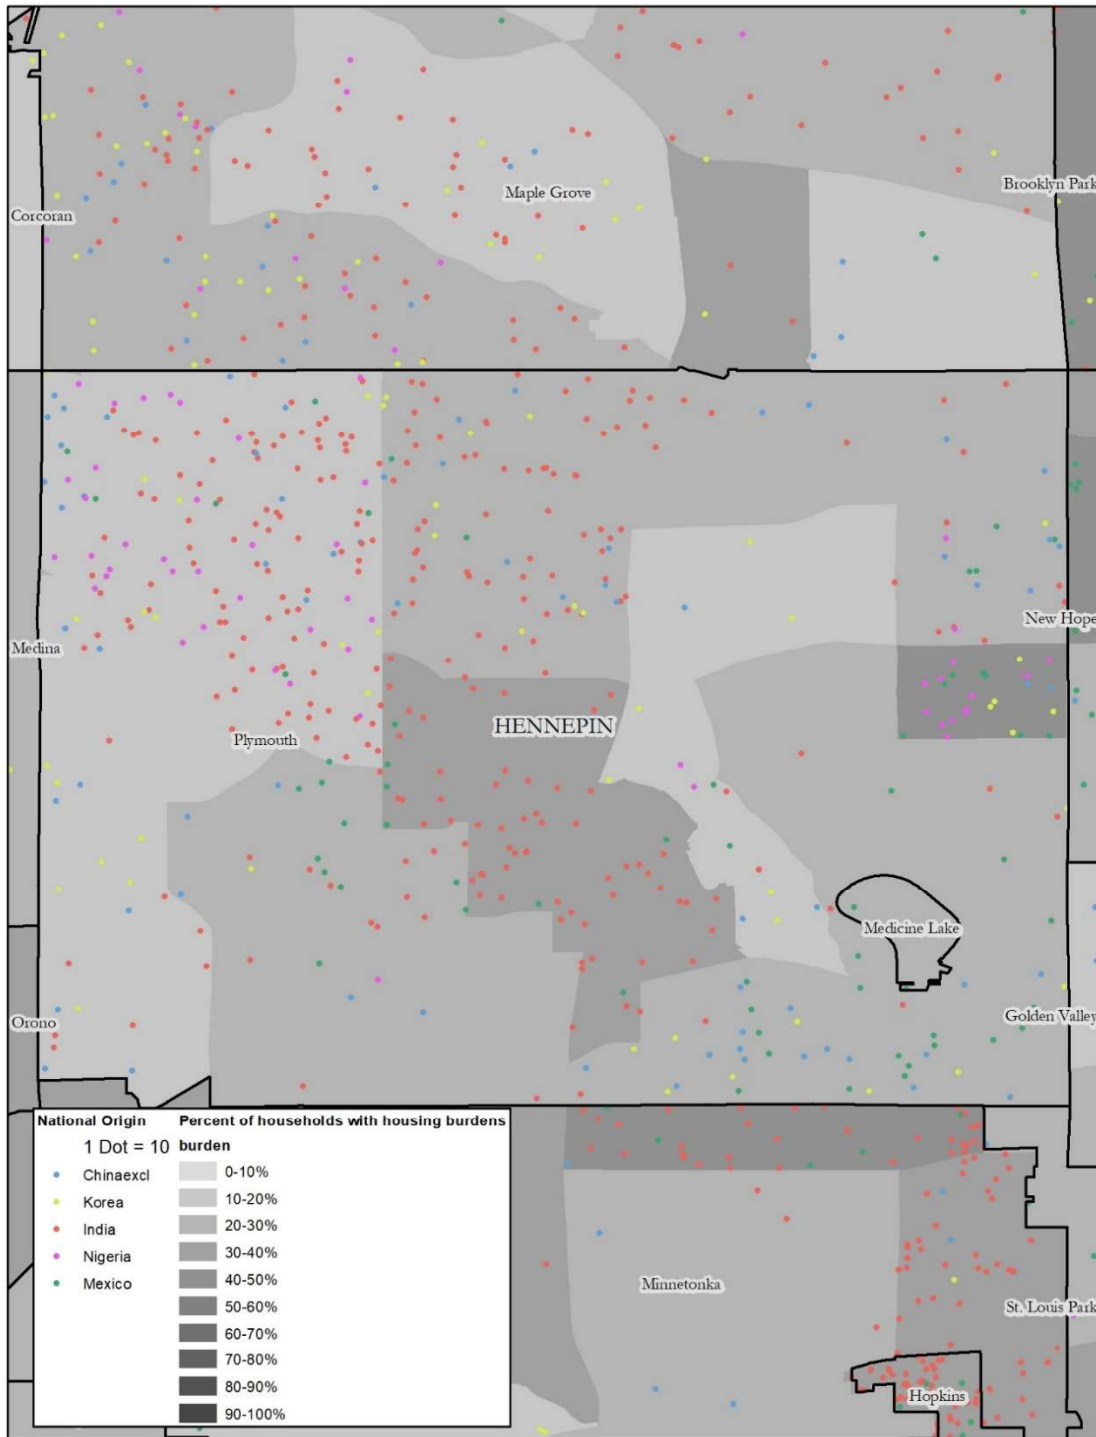 Maple Grove
Brooklyn Park
Corcoran
New Hope
Medina
HENNEPIN
Plymouth
Medicine Lake
Orono
Golden Valley
National Origin
1 Dot = 10
Chinaexcl
Korea
India
Nigeria
Mexico
Percent of households with housing burdens
burden
0-10%
10-20%
20-30%
30-40%
40-50%
50-60%
60-70%
70-80%
80-90%
90-100%
Minnetonka
St. Louis Park
Hopkins